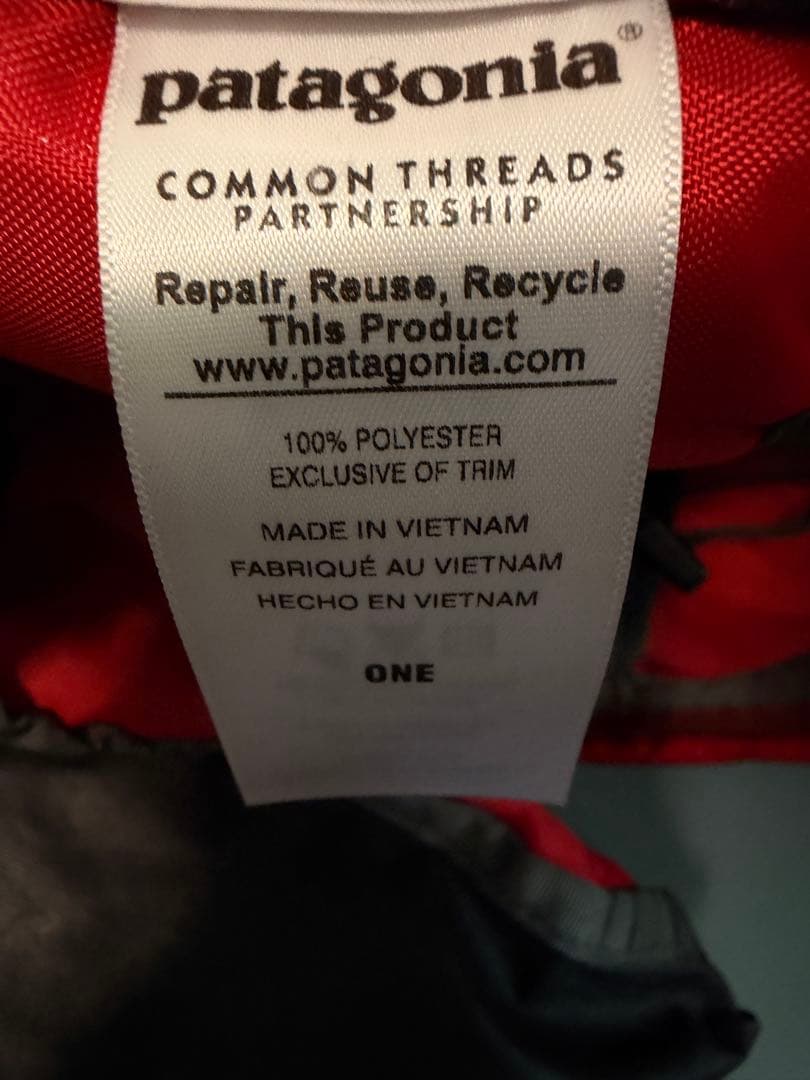 patagonia®
COMMON THREADS
PARTNERSHIP
Repair, Reuse, Recycle
This Product
www.patagonia.com
100% POLYESTER
EXCLUSIVE OF TRIM
MADE IN VIETNAM
FABRIQUÉ AU VIETNAM
HECHO EN VIETNAM
ONE